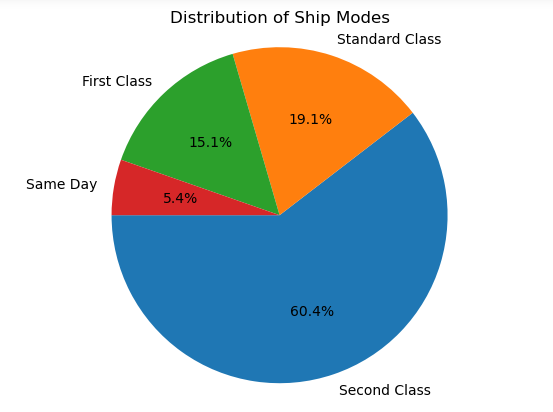 Distribution of Ship Modes
Standard Class
First Class
19.1%
15.1%
Same Day
5.4%
60.4%
Second Class